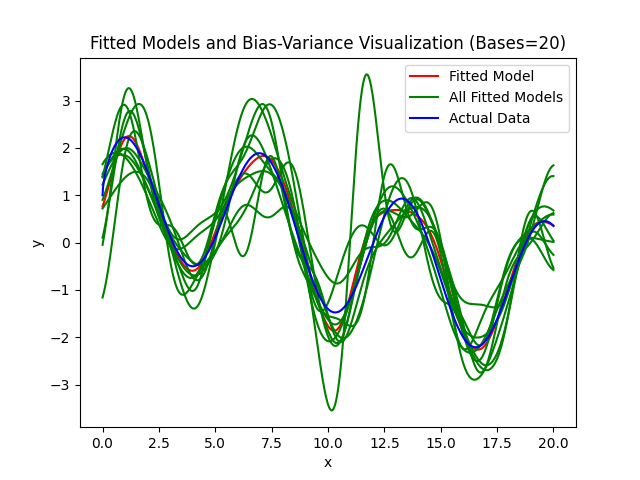 Fitted Models and Bias-Variance Visualization (Bases=20)
Fitted Model
All Fitted Models
Actual Data
y
3
2
1
0
−1
−2
−3
0.0 2.5 5.0 7.5 10.0 12.5 15.0 17.5 20.0
x